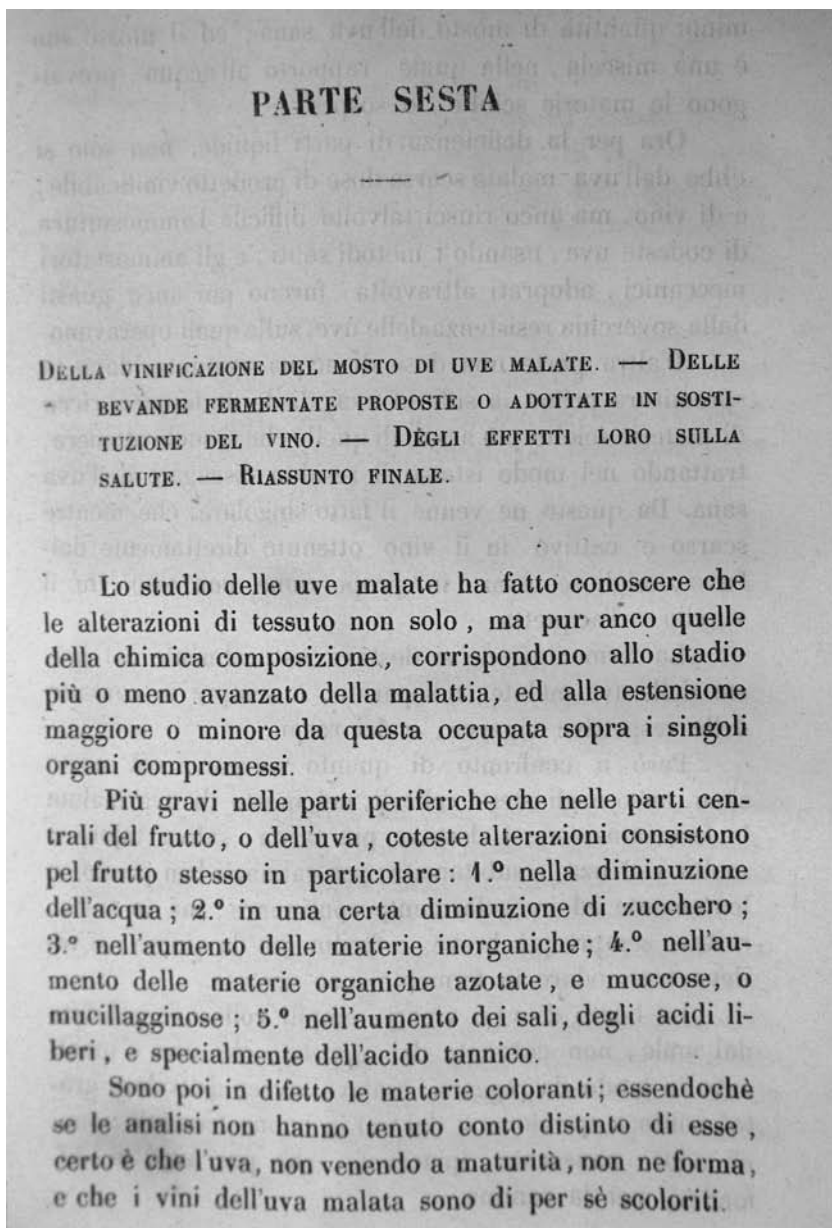 PARTE SESTA
DELLA VINIFICAZIONE DEL MOSTO DI UVE MALATE. — DELLE
BEVANDE FERMENTATE PROPOSTE O ADOTTATE IN SOSTI-
TUZIONE DEL VINO. — DEGLI EFFETTI LORO SULLA
SALUTE. — RIASSUNTO FINALE.
Lo studio delle uve malate ha fatto conoscere che
le alterazioni di tessuto non solo , ma pur anco quelle
della chimica composizione, corrispondono allo stadio
più o meno avanzato della malattia, ed alla estensione
maggiore o minore da questa occupata sopra i singoli
organi compromessi.
Più gravi nelle parti periferiche che nelle parti cen-
trali del frutto, o dell'uva , coteste alterazioni consistono
pel frutto stesso in particolare : 1.º nella diminuzione
dell'acqua ; 2.º in una certa diminuzione di zucchero ;
3.º nell'aumento delle materie inorganiche ; 4.º nell'au-
mento delle materie organiche azotate , e muccose, o
mucillagginose ; 5.º nell'aumento dei sali, degli acidi li-
beri , e specialmente dell'acido tannico.
Sono poi in difetto le materie coloranti ; essendochè
se le analisi non hanno tenuto conto distinto di esse ,
certo è che l'uva, non venendo a maturità, non ne forma,
e che i vini dell'uva malata sono di per sè scoloriti.